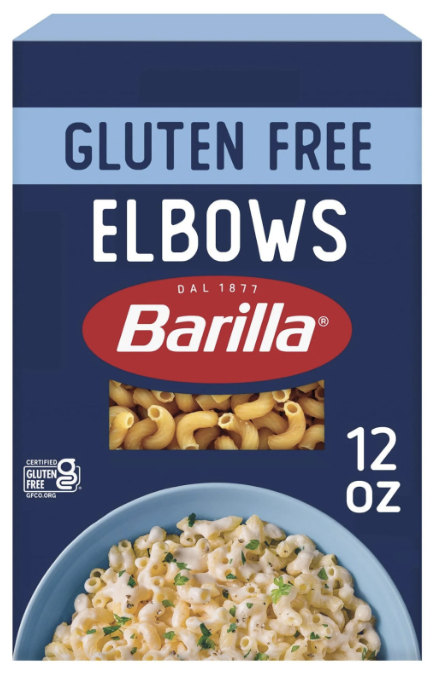 GLUTEN FREE
ELBOWS
DAL 1877
Barilla®
12
OZ
CERTIFIED
GLUTEN
FREE
GFCO.ORG